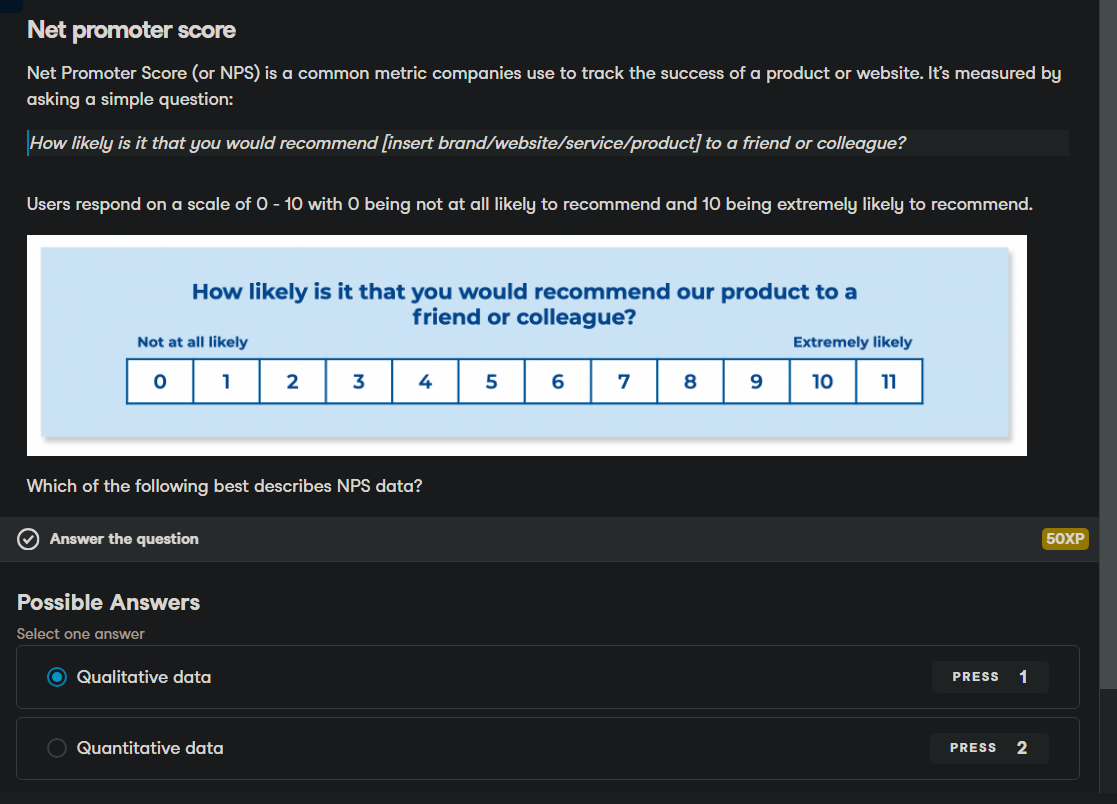 Net promoter score
Net Promoter Score (or NPS) is a common metric companies use to track the success of a product or website. It’s measured by
asking a simple question:
How likely is it that you would recommend [insert brand/website/service/product] to a friend or colleague?
Users respond on a scale of 0 - 10 with 0 being not at all likely to recommend and 10 being extremely likely to recommend.
How likely is it that you would recommend our product to a
friend or colleague?
Not at all likely Extremely likely
0 1 2 3 4 5 6 7 8 9 10 11
Which of the following best describes NPS data?
Answer the question 50XP
Possible Answers
Select one answer
Qualitative data PRESS 1
Quantitative data PRESS 2